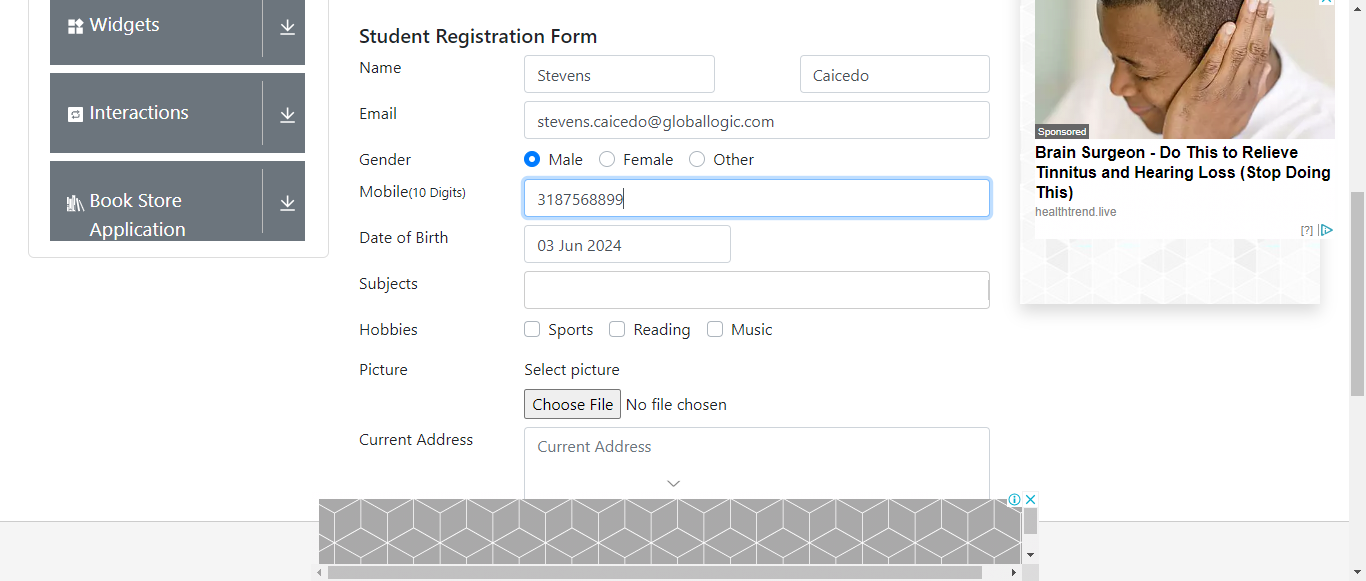 Widgets
Interactions
Book Store
Application
Student Registration Form
Name
Stevens
Caicedo
Email
stevens.caicedo@globallogic.com
Gender
Male
Female
Other
Mobile(10 Digits)
3187568899
Date of Birth
03 Jun 2024
Subjects
Hobbies
Sports
Reading
Music
Picture
Select picture
Choose File No file chosen
Current Address
Current Address
Sponsored
Brain Surgeon - Do This to Relieve
Tinnitus and Hearing Loss (Stop Doing
This)
healthtrend.live
[?]